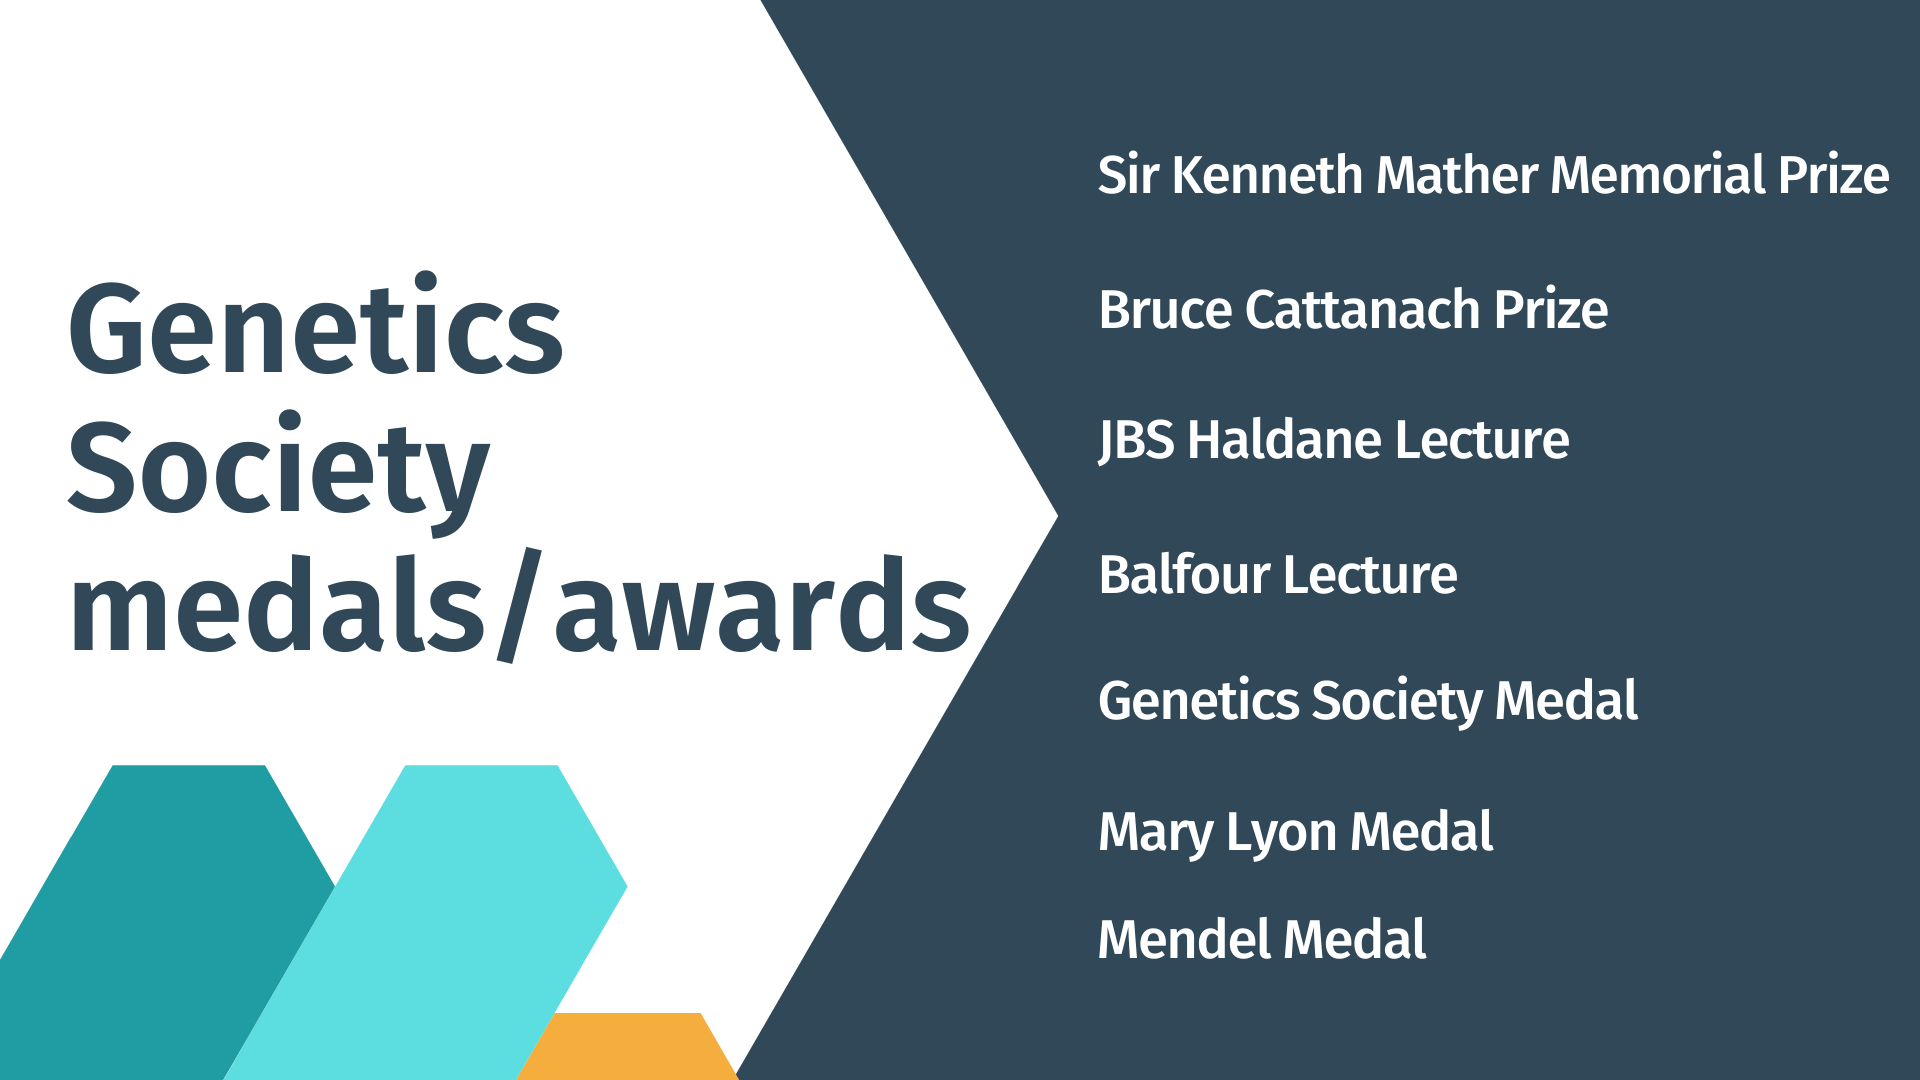 Genetics
Society
medals/awards
Sir Kenneth Mather Memorial Prize
Bruce Cattanach Prize
JBS Haldane Lecture
Balfour Lecture
Genetics Society Medal
Mary Lyon Medal
Mendel Medal